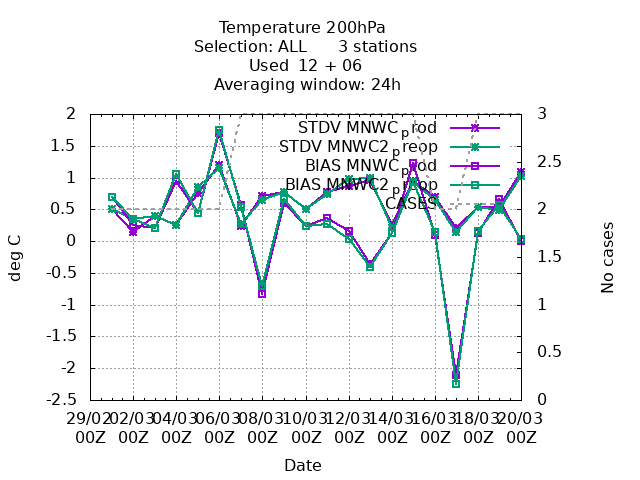 Temperature 200hPa
Selection: ALL      3 stations
Used  12 + 06
Averaging window: 24h
STDV MNWC_prod
STDV MNWC2_preop
BIAS MNWC_prod
BIAS MNWC2_preop
CASES
2
1.5
1
0.5
0
-0.5
-1
-1.5
-2
-2.5
deg C
3
2.5
2
1.5
1
0.5
0
No cases
29/02 02/03 04/03 06/03 08/03 10/03 12/03 14/03 16/03 18/03 20/03
00Z 00Z 00Z 00Z 00Z 00Z 00Z 00Z 00Z 00Z 00Z
Date